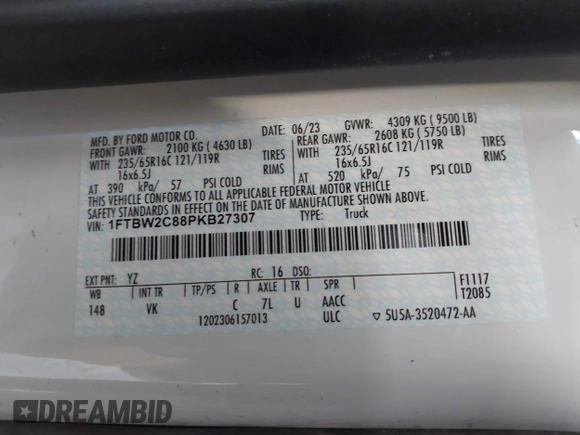 MFD. BY FORD MOTOR CO. DATE: 06/23 GVWR: 4309 KG ( 9500 LB)
FRONT GAWR: 2100 KG ( 4630 LB) REAR GAWR: 2608 KG ( 5750 LB)
WITH 235/65R16C 121/119R TIRES WITH 235/65R16C 121/119R TIRES
16x6.5J RIMS 16x6.5J RIMS
AT 390 kPa/ 57 PSI COLD AT 520 kPa/ 75 PSI COLD
THIS VEHICLE CONFORMS TO ALL APPLICABLE FEDERAL MOTOR VEHICLE
SAFETY STANDARDS IN EFFECT ON THE DATE OF MANUFACTURE SHOWN ABOVE.
VIN: 1FTBW2C88PKB27307 TYPE: Truck
EXT PNT: YZ RC: 16 DSO: F1117
WB INT TR TP/PS R AXLE TR SPR T2085
148 VK C 7L U AACC
1202306157013 ULC ▽ 5U5A-3520472-AA
DREAMBID